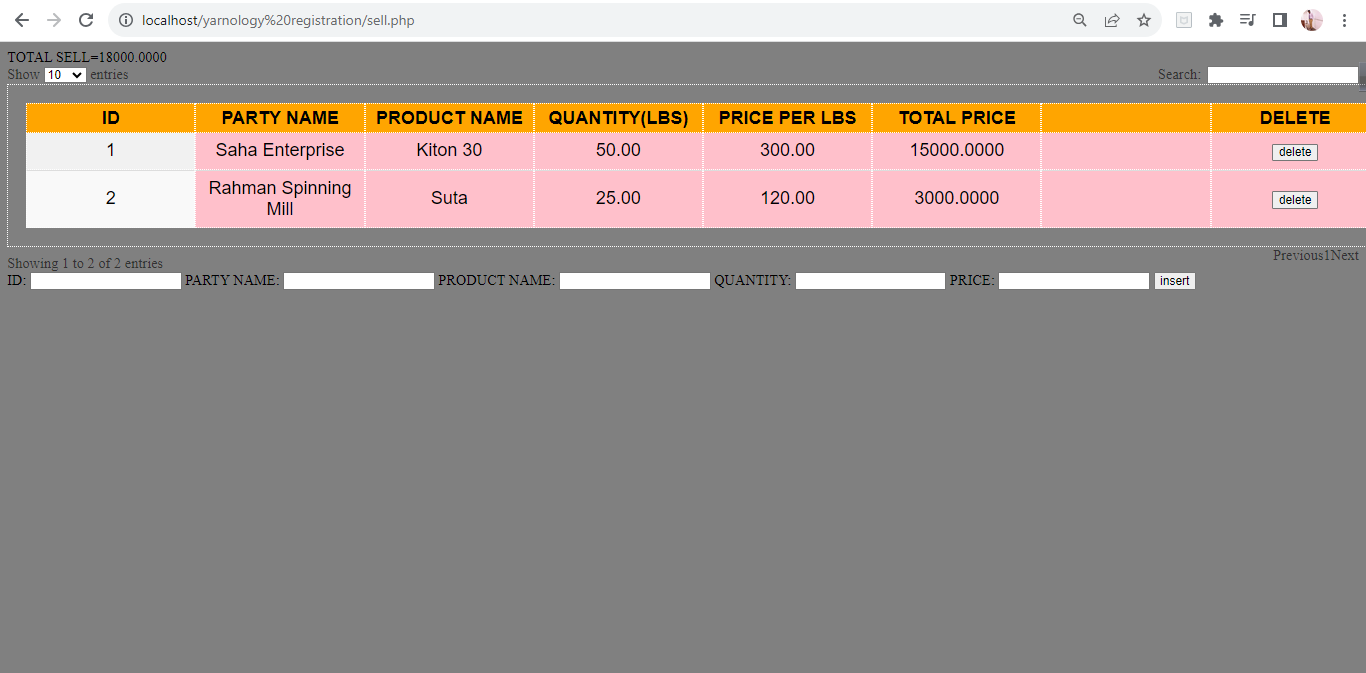 localhost/yarnology%20registration/sell.php
TOTAL SELL=18000.0000
Show 10 entries Search:
ID PARTY NAME PRODUCT NAME QUANTITY(LBS) PRICE PER LBS TOTAL PRICE DELETE
1 Saha Enterprise Kiton 30 50.00 300.00 15000.0000 delete
2 Rahman Spinning Mill Suta 25.00 120.00 3000.0000 delete
Showing 1 to 2 of 2 entries Previous1Next
ID: PARTY NAME: PRODUCT NAME: QUANTITY: PRICE: insert